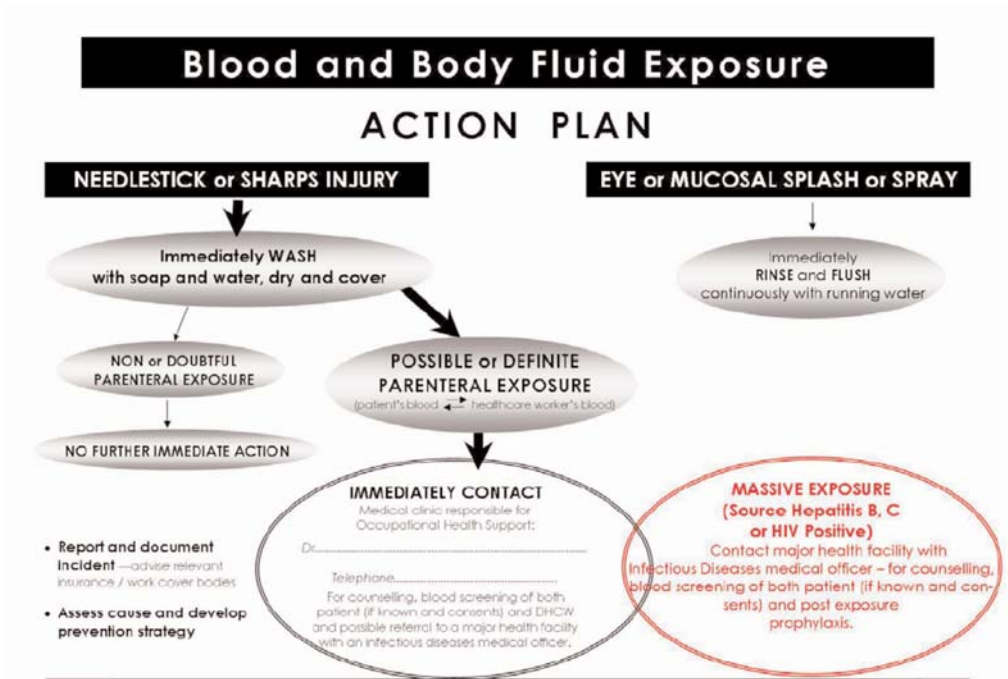 Blood and Body Fluid Exposure
ACTION PLAN
NEEDLESTICK or SHARPS INJURY
Immediately WASH
with soap and water, dry and cover
NON or DOUBTFUL
PARENTERAL EXPOSURE
NO FURTHER IMMEDIATE ACTION
POSSIBLE or DEFINITE
PARENTERAL EXPOSURE
(patient's blood ⇄ healthcare worker's blood)
EYE or MUCOSAL SPLASH or SPRAY
Immediately
RINSE and FLUSH
continuously with running water
IMMEDIATELY CONTACT
Medical clinic responsible for
Occupational Health Support:
Dr..........................................................................
Telephone.............................................
For counselling, blood screening of both
patient (if known and consents) and DHCW
and possible referral to a major health facility
with an infectious diseases medical officer.
MASSIVE EXPOSURE
(Source Hepatitis B, C
or HIV Positive)
Contact major health facility with
Infectious Diseases medical officer – for counselling,
blood screening of both patient (if known and con-
sents) and post exposure
prophylaxis.
• Report and document
incident —advise relevant
insurance / work cover bodies
• Assess cause and develop
prevention strategy